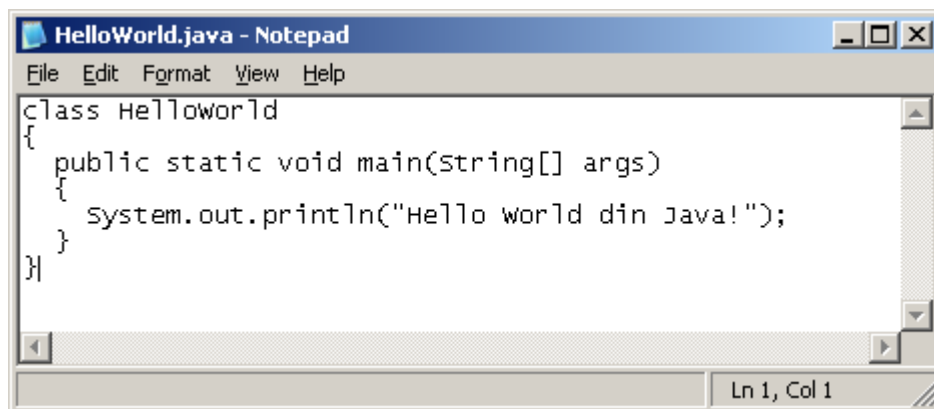 HelloWorld.java - Notepad
File Edit Format View Help
class HelloWorld
{
  public static void main(String[] args)
  {
    System.out.println("Hello World din Java!");
  }
}
Ln 1, Col 1